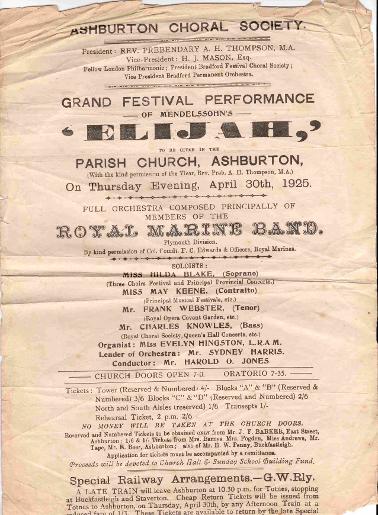 ASHBURTON CHORAL SOCIETY.
President: REV. PREBENDARY A. H. THOMPSON, M.A.
Vice-President: H. J. MASON, Esq.
Fellow London Philharmonic; President Bradford Festival Choral Society;
Vice President Bradford Permanent Orchestra.
GRAND FESTIVAL PERFORMANCE
OF MENDELSSOHN'S
'ELIJAH,'
TO BE GIVEN IN THE
PARISH CHURCH, ASHBURTON,
(With the kind permission of the Vicar, Rev. Preb. A. H. Thompson, M.A.)
On Thursday Evening, April 30th, 1925.
FULL ORCHESTRA COMPOSED PRINCIPALLY OF
MEMBERS OF THE
ROYAL MARINE BAND.
Plymouth Division.
By kind permission of Col. Comdt. F. C. Edwards & Officers, Royal Marines.
SOLOISTS:
MISS HILDA BLAKE, (Soprano)
(Three Choirs Festival and Principal Provincial Concerts.)
MISS MAY KEENE, (Contralto)
(Principal Musical Festivals, etc.)
Mr. FRANK WEBSTER, (Tenor)
(Royal Opera Covent Garden, etc.)
Mr. CHARLES KNOWLES, (Bass)
(Royal Choral Society, Queen's Hall Concerts, etc.)
Organist: Miss EVELYN HINGSTON, L.R.A.M.
Leader of Orchestra: Mr. SYDNEY HARRIS.
Conductor: Mr. HAROLD O. JONES.
CHURCH DOORS OPEN 7-0. ORATORIO 7-35.
Tickets: Tower (Reserved & Numbered) 4/- Blocks "A" & "B" (Reserved &
Numbered) 3/6 Blocks "C" & "D" (Reserved and Numbered) 2/6
North and South Aisles (reserved) 1/6 Transepts 1/-
Rehearsal Ticket, 2 p.m. 2/6
NO MONEY WILL BE TAKEN AT THE CHURCH DOORS.
Reserved and Numbered Tickets to be obtained only from Mr. J. F. BARKER, East Street,
Ashburton; 1/6 & 1/- Tickets from Mrs. Mrs. Foaden, Miss Andrews, Mr.
Tape, Mr. K. Boor, Ashburton; also of Mr. E. W. Buckfastleigh.
Application for tickets must be accompanied by a remittance.
Proceeds will be devoted to Church Hall & Sunday School Building Fund.
Special Railway Arrangements.—G.W.Rly.
A LATE TRAIN will leave Ashburton at 10.30 p.m. for Totnes, stopping
at Buckfastleigh and Staverton. Cheap Return Tickets will be issued from
Totnes to Ashburton, on Thursday, April 30th, by any Afternoon Train at a
reduced fare of 1/1. These Tickets are available to return by the late Special